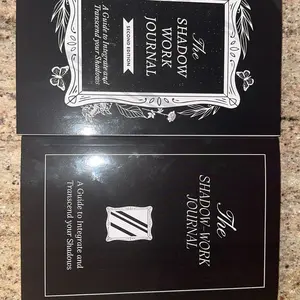 The
SHADOW
WORK
JOURNAL
SECOND EDITION
A Guide to Integrate and
Transcend your Shadows
The
SHADOW-WORK
JOURNAL
A Guide to Integrate and
Transcend your Shadows